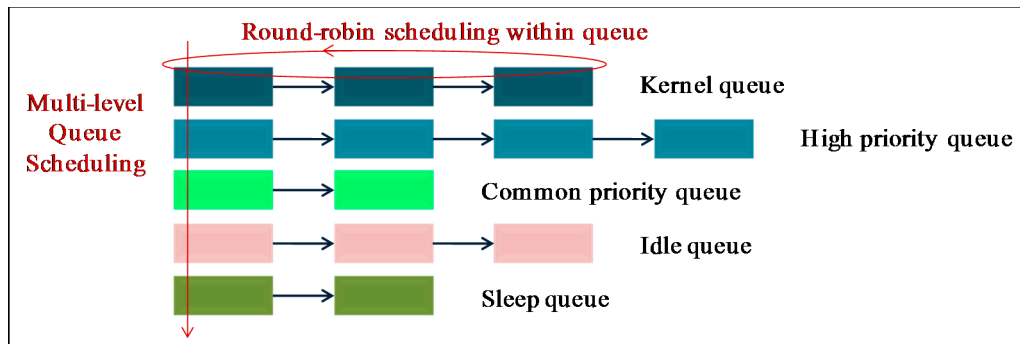 Round-robin scheduling within queue
Kernel queue
Multi-level
Queue
Scheduling
High priority queue
Common priority queue
Idle queue
Sleep queue